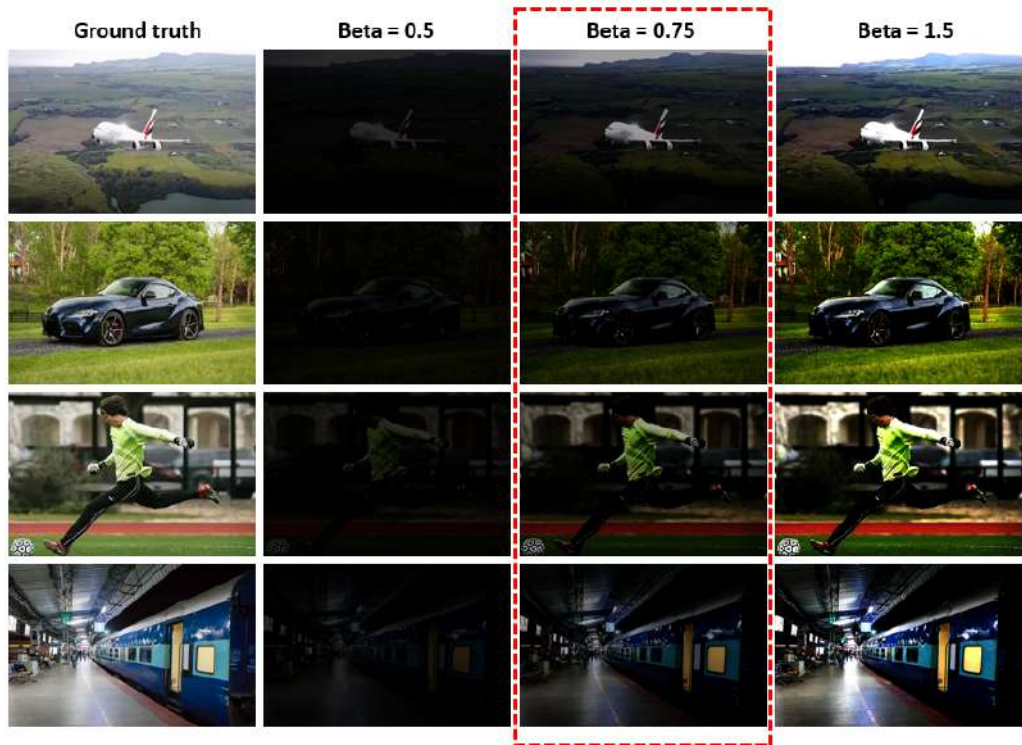 Ground truth
Beta = 0.5
Beta = 0.75
Beta = 1.5